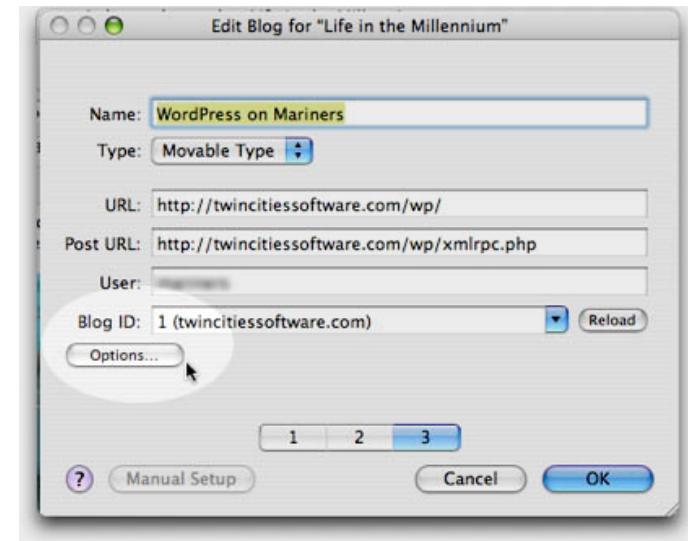 Edit Blog for "Life in the Millennium"
Name: WordPress on Mariners
Type: Movable Type
URL: http://twincitiessoftware.com/wp/
Post URL: http://twincitiessoftware.com/wp/xmlrpc.php
User:
Blog ID: 1 (twincitiessoftware.com) Reload
Options...
1 2 3
? Manual Setup Cancel OK